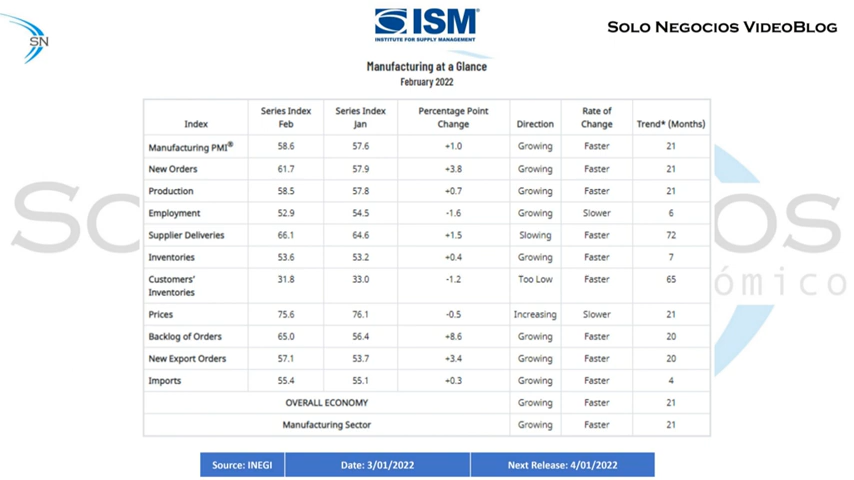 SN
ISM®
INSTITUTE FOR SUPPLY MANAGEMENT
SOLO NEGOCIOS VIDEOBLOG
Manufacturing at a Glance
February 2022
Index Series Index Feb Series Index Jan Percentage Point Change Direction Rate of Change Trend* (Months)
Manufacturing PMI® 58.6 57.6 +1.0 Growing Faster 21
New Orders 61.7 57.9 +3.8 Growing Faster 21
Production 58.5 57.8 +0.7 Growing Faster 21
Employment 52.9 54.5 -1.6 Growing Slower 6
Supplier Deliveries 66.1 64.6 +1.5 Slowing Faster 72
Inventories 53.6 53.2 +0.4 Growing Faster 7
Customers' Inventories 31.8 33.0 -1.2 Too Low Faster 65
Prices 75.6 76.1 -0.5 Increasing Slower 21
Backlog of Orders 65.0 56.4 +8.6 Growing Faster 20
New Export Orders 57.1 53.7 +3.4 Growing Faster 20
Imports 55.4 55.1 +0.3 Growing Faster 4
OVERALL ECONOMY Growing Faster 21
Manufacturing Sector Growing Faster 21
Source: INEGI Date: 3/01/2022 Next Release: 4/01/2022